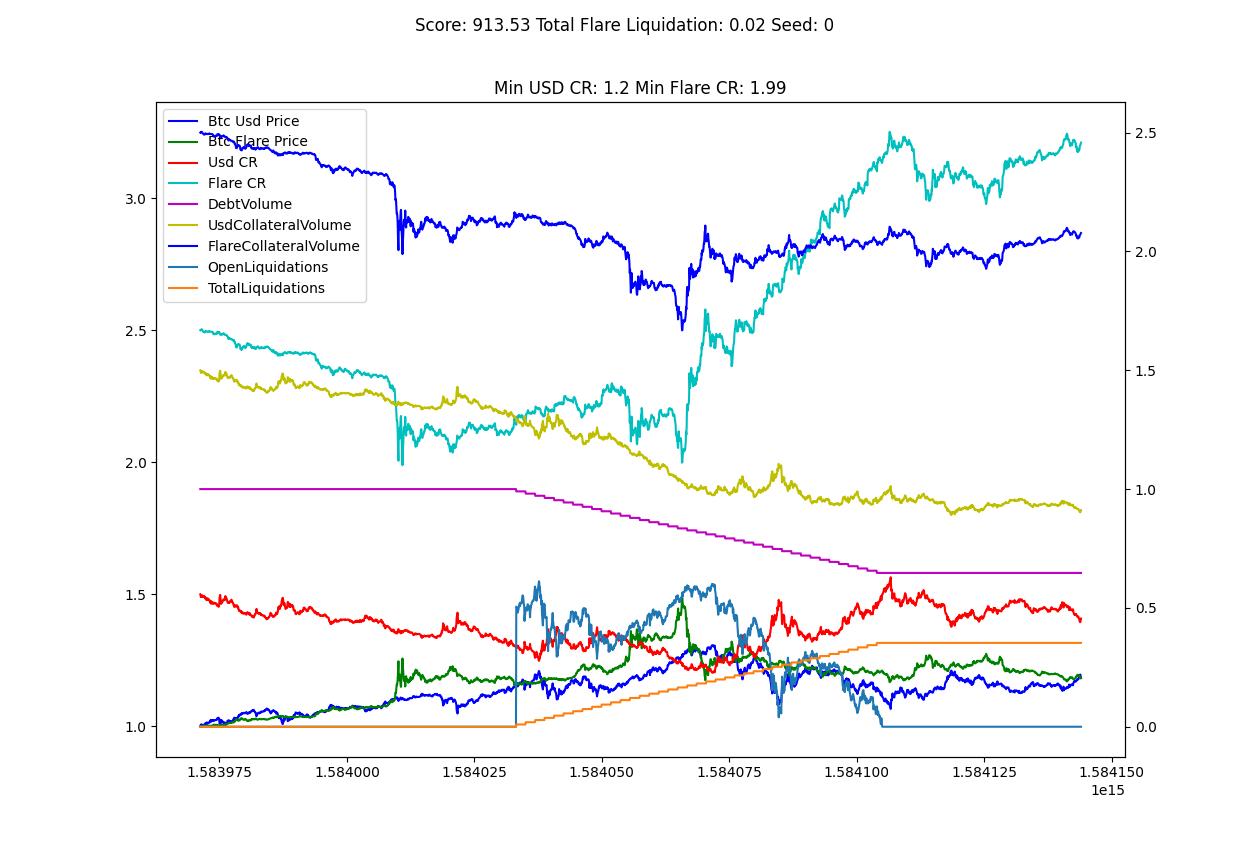 Score: 913.53 Total Flare Liquidation: 0.02 Seed: 0
Min USD CR: 1.2 Min Flare CR: 1.99
Btc Usd Price
Btc Flare Price
Usd CR
Flare CR
DebtVolume
UsdCollateralVolume
FlareCollateralVolume
OpenLiquidations
TotalLiquidations
3.0
2.5
2.0
1.5
1.0
2.5
2.0
1.5
1.0
0.5
0.0
1.583975 1.584000 1.584025 1.584050 1.584075 1.584100 1.584125 1.584150
1e15